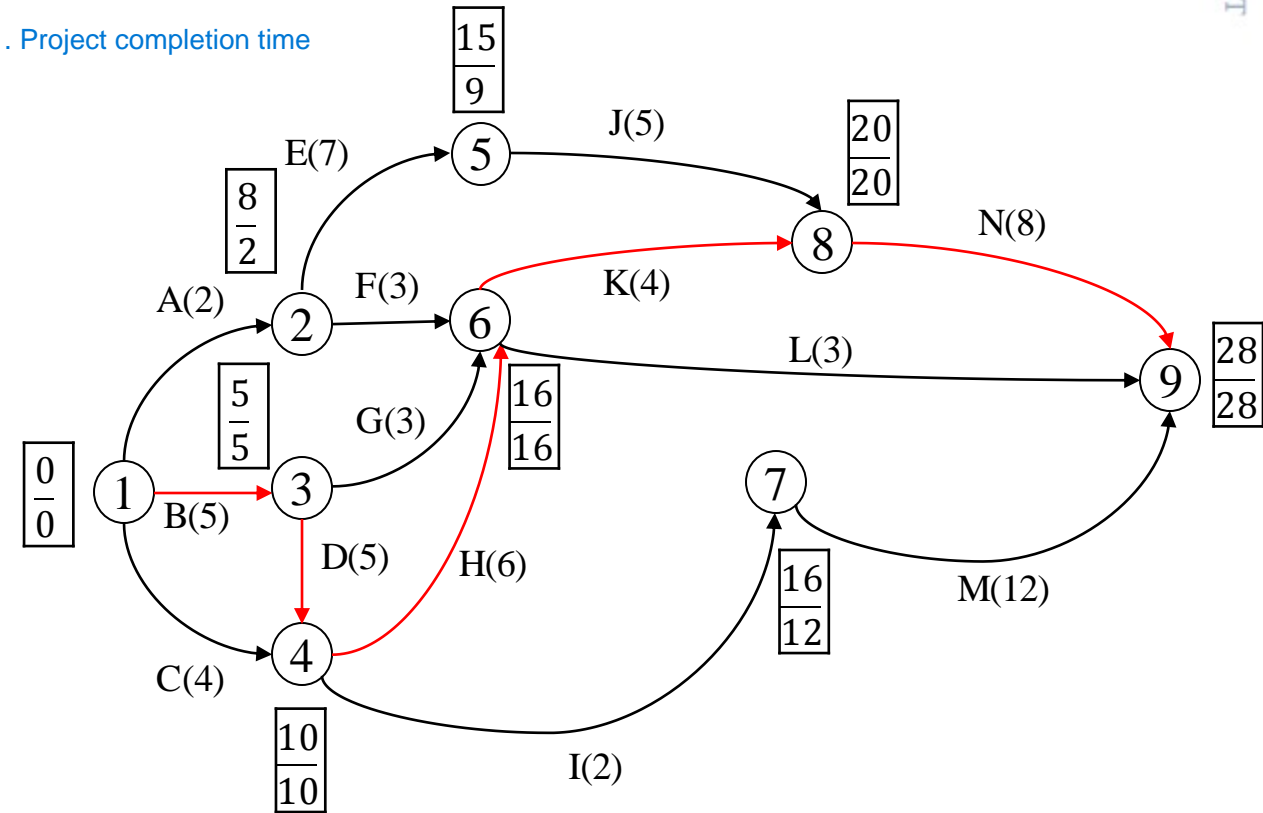 . Project completion time
15
9
J(5)
20
20
E(7)
5
8
2
N(8)
8
A(2)
F(3)
K(4)
2
6
L(3)
28
28
9
5
5
G(3)
16
16
0
0
1
B(5)
3
7
D(5)
H(6)
16
12
M(12)
4
C(4)
10
10
I(2)
T